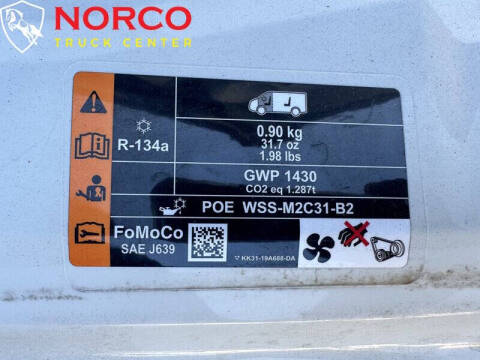 NORCO
TRUCK CENTER
R-134a
0.90 kg
31.7 oz
1.98 lbs
GWP 1430
CO2 eq 1.287t
POE WSS-M2C31-B2
FoMoCo
SAE J639
KK31-19A688-DA